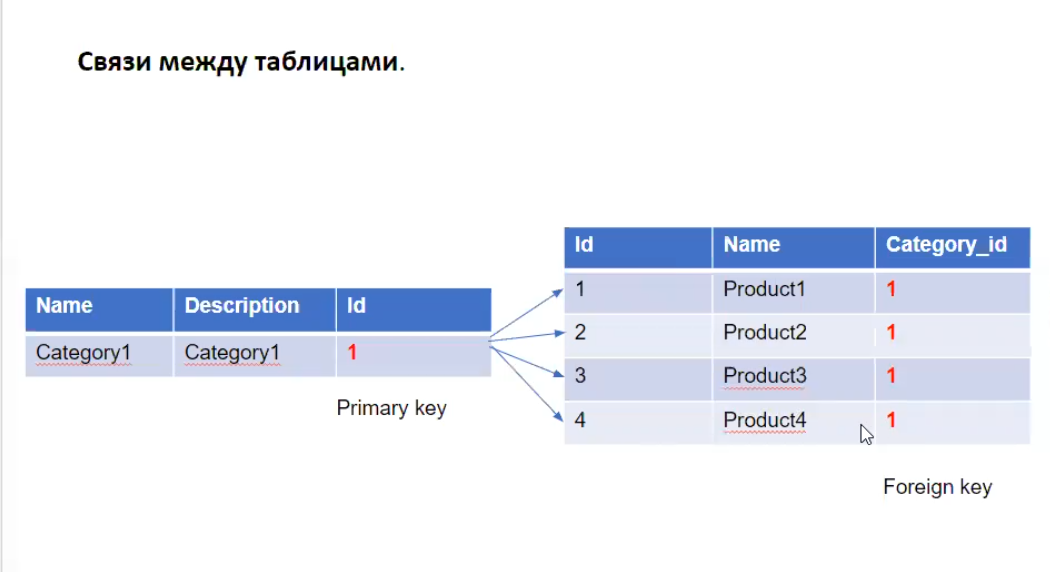 Связи между таблицами.
Name Description Id
Category1 Category1 1
Primary key
Id Name Category_id
1 Product1 1
2 Product2 1
3 Product3 1
4 Product4 1
Foreign key